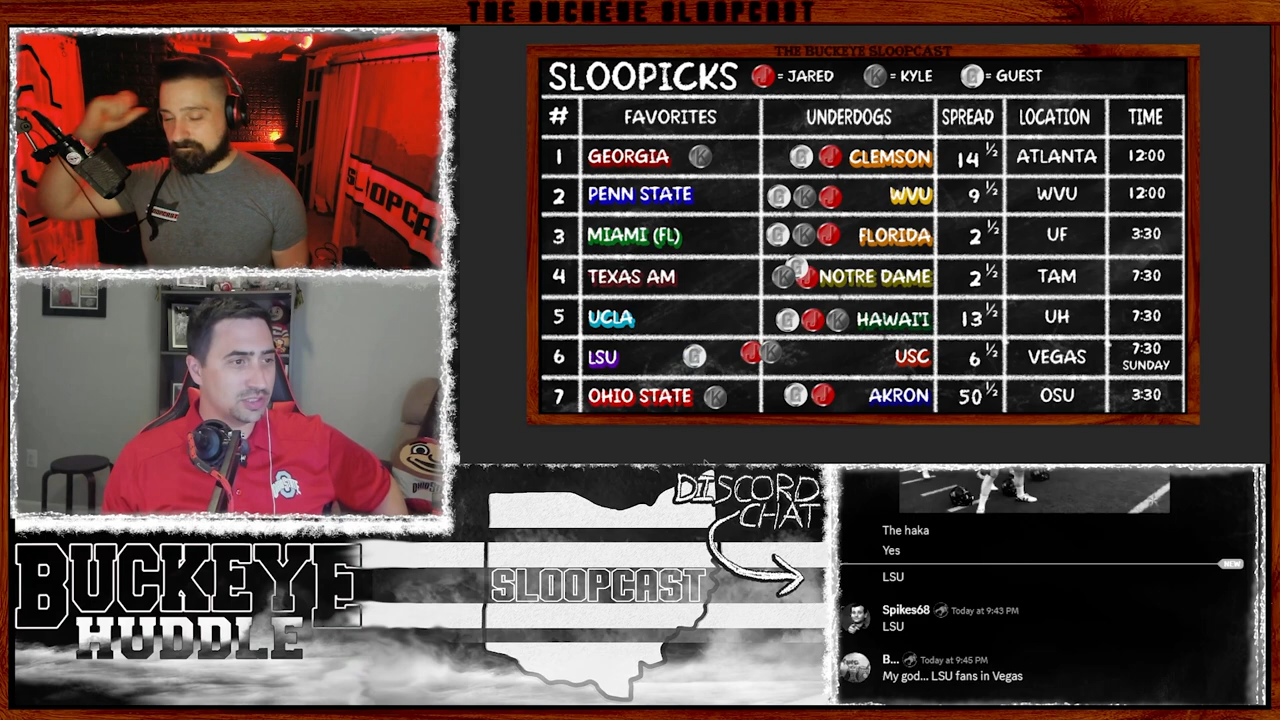 THE BUCKEYE SLOOPCAST
THE BUCKEYE SLOOPCAST
SLOOPICKS J = JARED K = KYLE G = GUEST
# FAVORITES UNDERDOGS SPREAD LOCATION TIME
1 GEORGIA K G J CLEMSON 14 ½ ATLANTA 12:00
2 PENN STATE G K J WVU 9 ½ WVU 12:00
3 MIAMI (FL) G K J FLORIDA 2 ½ UF 3:30
4 TEXAS AM K J NOTRE DAME 2 ½ TAM 7:30
5 UCLA G J K HAWAI'I 13 ½ UH 7:30
6 LSU G J K USC 6 ½ VEGAS 7:30 SUNDAY
7 OHIO STATE K G J AKRON 50 ½ OSU 3:30
SLOOPCA
DISCORD
CHAT
BUCKEYE
HUDDLE
SLOOPCAST
The haka
Yes
NEW
LSU
Spikes68 Today at 9:43 PM
LSU
B... Today at 9:45 PM
My god... LSU fans in Vegas